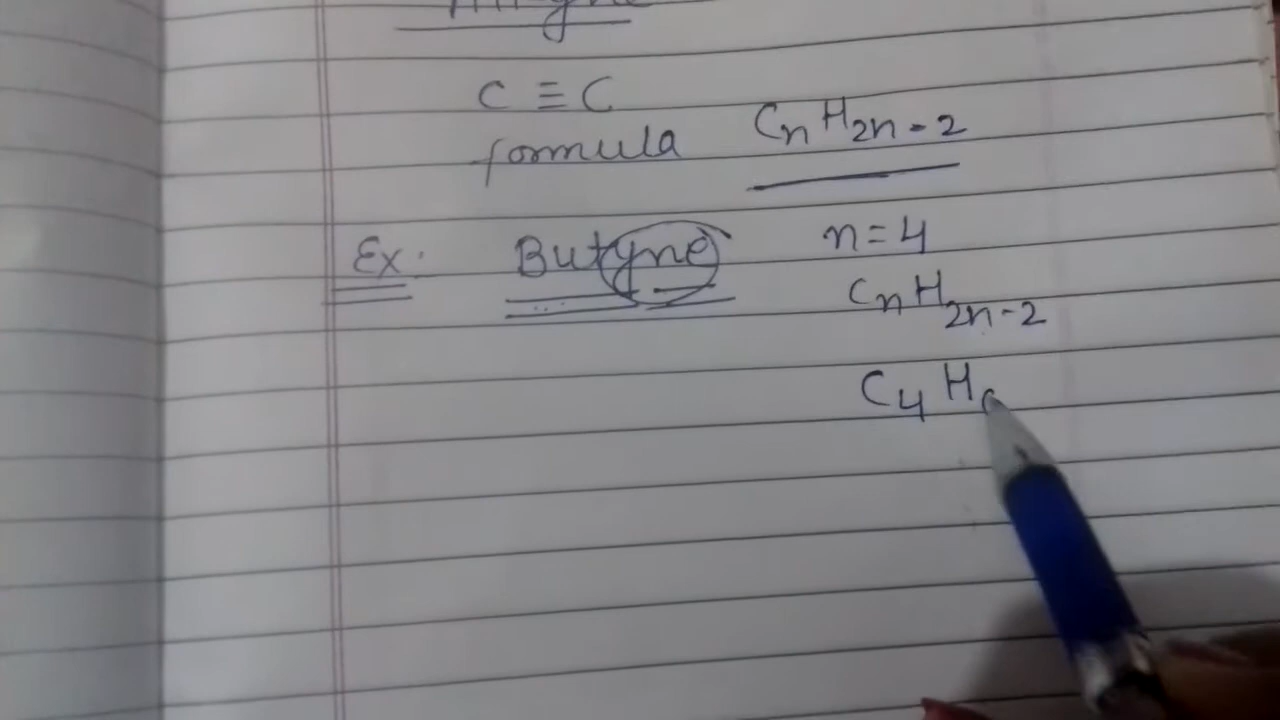 C ≡ C
formula CnH2n-2
Ex: Butyne n=4
CnH2n-2
C4H